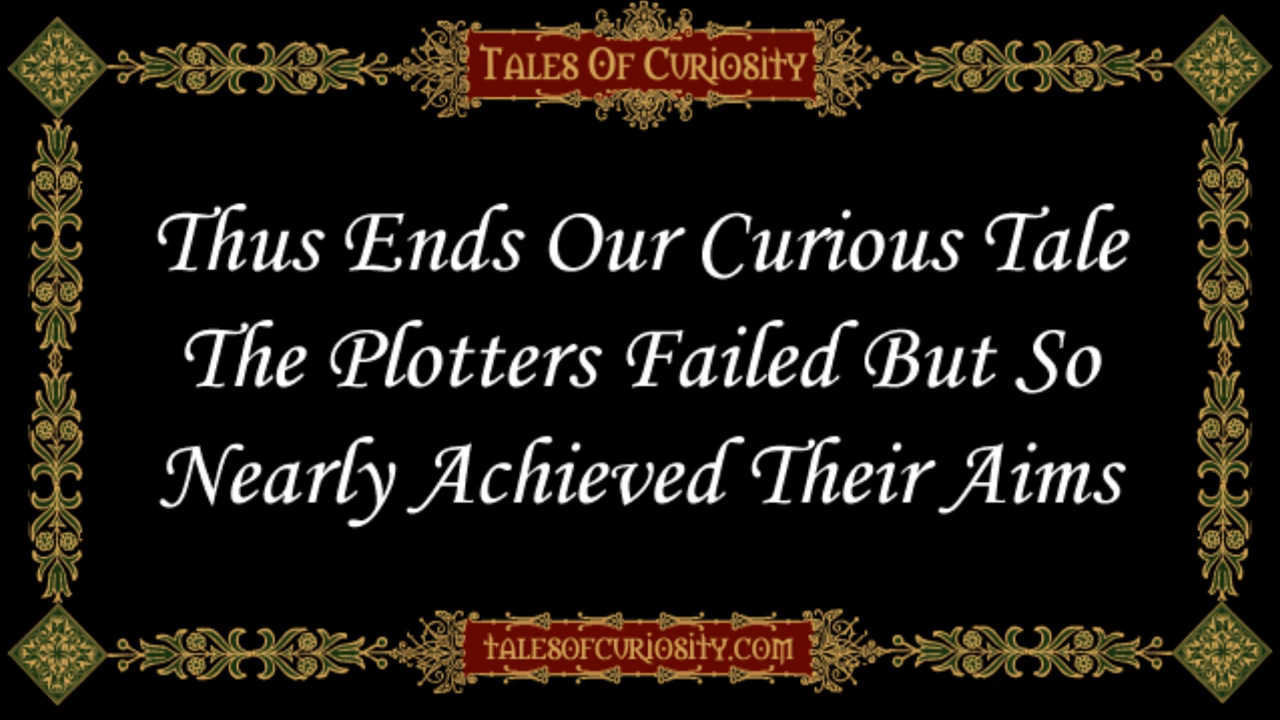 Tales Of Curiosity
Thus Ends Our Curious Tale
The Plotters Failed But So
Nearly Achieved Their Aims
talesofcuriosity.com